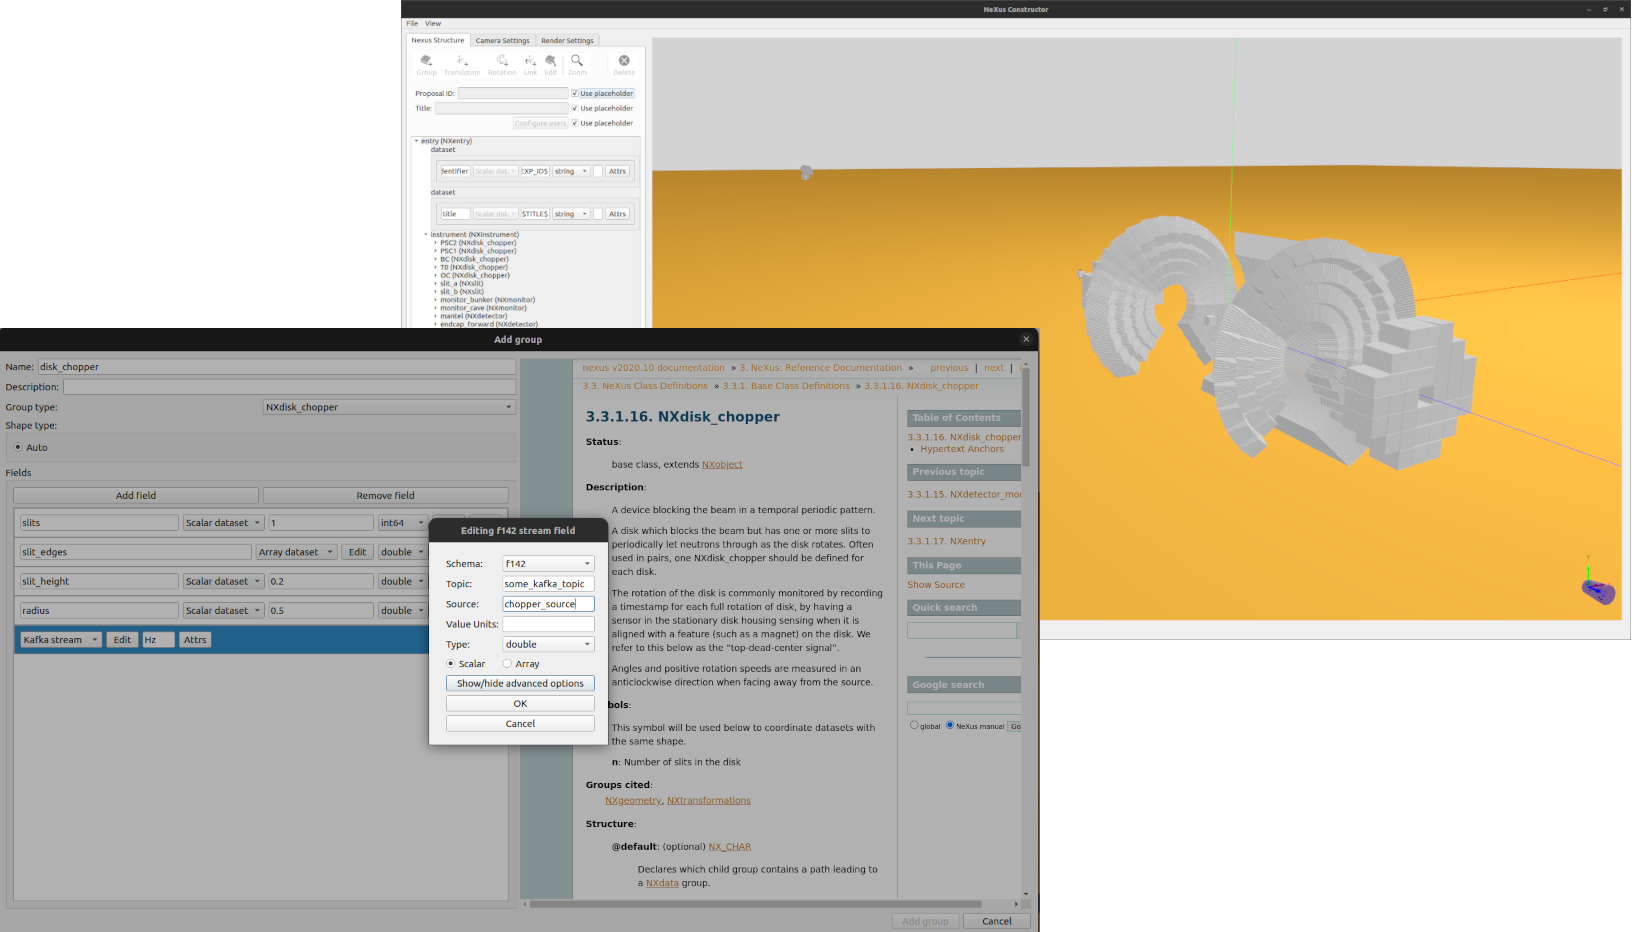 NeXus Constructor
File View
Nexus Structure Camera Settings Render Settings
Group Translation Rotation Link Edit Zoom Delete
Proposal ID: Use placeholder
Title: Use placeholder
Configure users Use placeholder
entry (NXentry)
dataset
dentifier Scalar dat. EXP_ID$ string Attrs
dataset
title Scalar dat. $TITLE$ string Attrs
instrument (NXinstrument)
PSC2 (NXdisk_chopper)
PSC1 (NXdisk_chopper)
BC (NXdisk_chopper)
T0 (NXdisk_chopper)
OC (NXdisk_chopper)
slit_a (NXslit)
slit_b (NXslit)
monitor_bunker (NXmonitor)
monitor_cave (NXmonitor)
mantel (NXdetector)
endcap_forward (NXdetector)
Add group
Name: disk_chopper
Description:
Group type: NXdisk_chopper
Shape type:
Auto
Fields
Add field Remove field
slits Scalar dataset 1 int64
slit_edges Array dataset Edit double
slit_height Scalar dataset 0.2 double
radius Scalar dataset 0.5 double
Kafka stream Edit Hz Attrs
Editing f142 stream field
Schema: f142
Topic: some_kafka_topic
Source: chopper_source
Value Units:
Type: double
Scalar Array
Show/hide advanced options
OK
Cancel
nexus v2020.10 documentation » 3. NeXus: Reference Documentation » previous | next |
3.3. NeXus Class Definitions » 3.3.1. Base Class Definitions » 3.3.1.16. NXdisk_chopper
3.3.1.16. NXdisk_chopper
Status:
base class, extends NXobject
Description:
A device blocking the beam in a temporal periodic pattern.
A disk which blocks the beam but has one or more slits to
periodically let neutrons through as the disk rotates. Often
used in pairs, one NXdisk_chopper should be defined for
each disk.
The rotation of the disk is commonly monitored by recording
a timestamp for each full rotation of disk, by having a
sensor in the stationary disk housing sensing when it is
aligned with a feature (such as a magnet) on the disk. We
refer to this below as the “top-dead-center signal”.
Angles and positive rotation speeds are measured in an
anticlockwise direction when facing away from the source.
bols:
This symbol will be used below to coordinate datasets with
the same shape.
n: Number of slits in the disk
Groups cited:
NXgeometry, NXtransformations
Structure:
@default: (optional) NX_CHAR
Declares which child group contains a path leading to
a NXdata group.
Table of Contents
3.3.1.16. NXdisk_chopper
Hypertext Anchors
Previous topic
3.3.1.15. NXdetector_mo
Next topic
3.3.1.17. NXentry
This Page
Show Source
Quick search
Google search
global NeXus manual Go
Add group Cancel